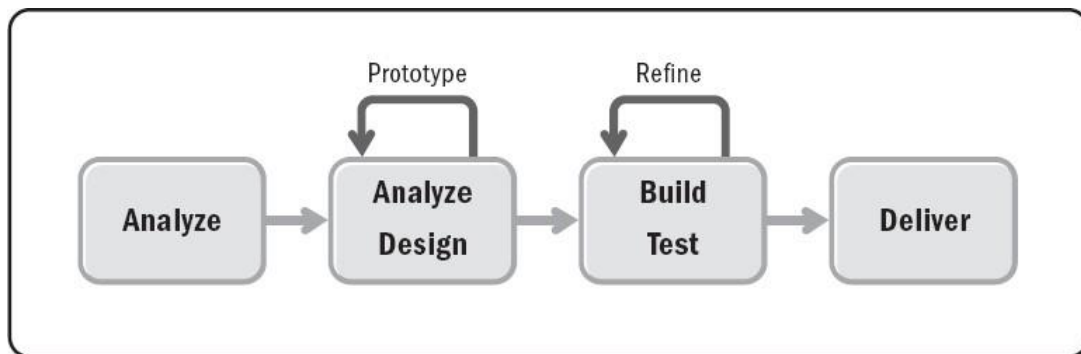 Prototype
Refine
Analyze
Analyze
Design
Build
Test
Deliver